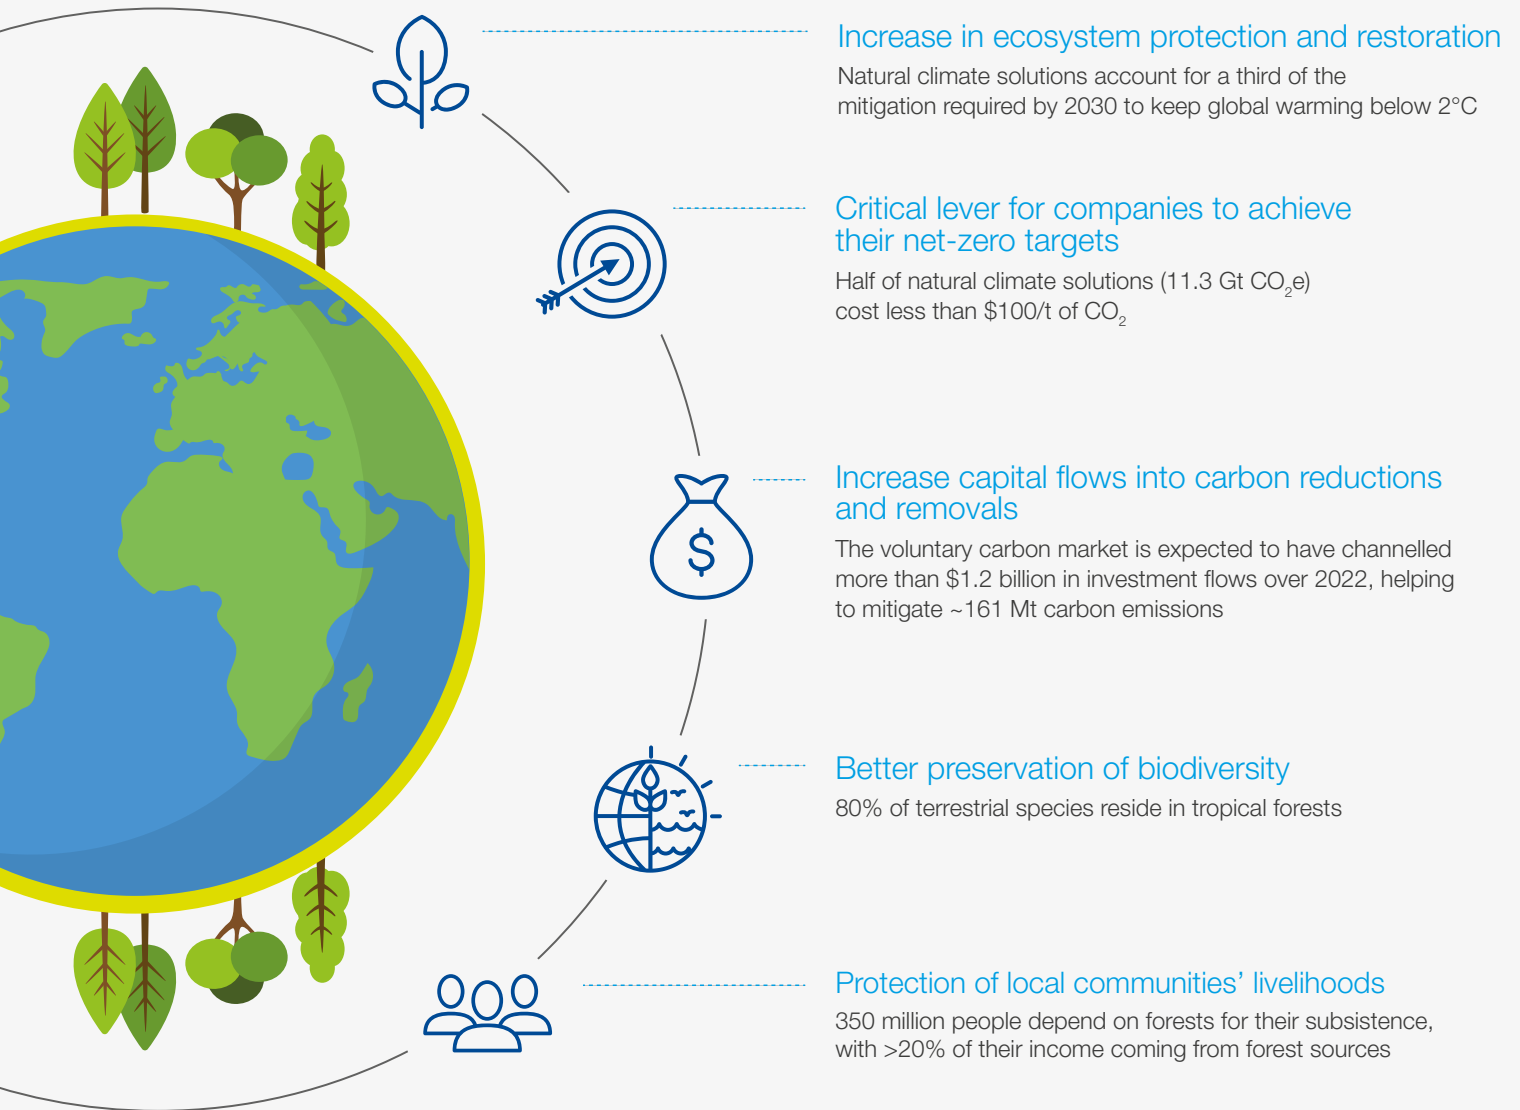 Increase in ecosystem protection and restoration
Natural climate solutions account for a third of the
mitigation required by 2030 to keep global warming below 2°C
Critical lever for companies to achieve
their net-zero targets
Half of natural climate solutions (11.3 Gt CO₂e)
cost less than $100/t of CO₂
Increase capital flows into carbon reductions
and removals
The voluntary carbon market is expected to have channelled
more than $1.2 billion in investment flows over 2022, helping
to mitigate ~161 Mt carbon emissions
$
Better preservation of biodiversity
80% of terrestrial species reside in tropical forests
Protection of local communities’ livelihoods
350 million people depend on forests for their subsistence,
with >20% of their income coming from forest sources